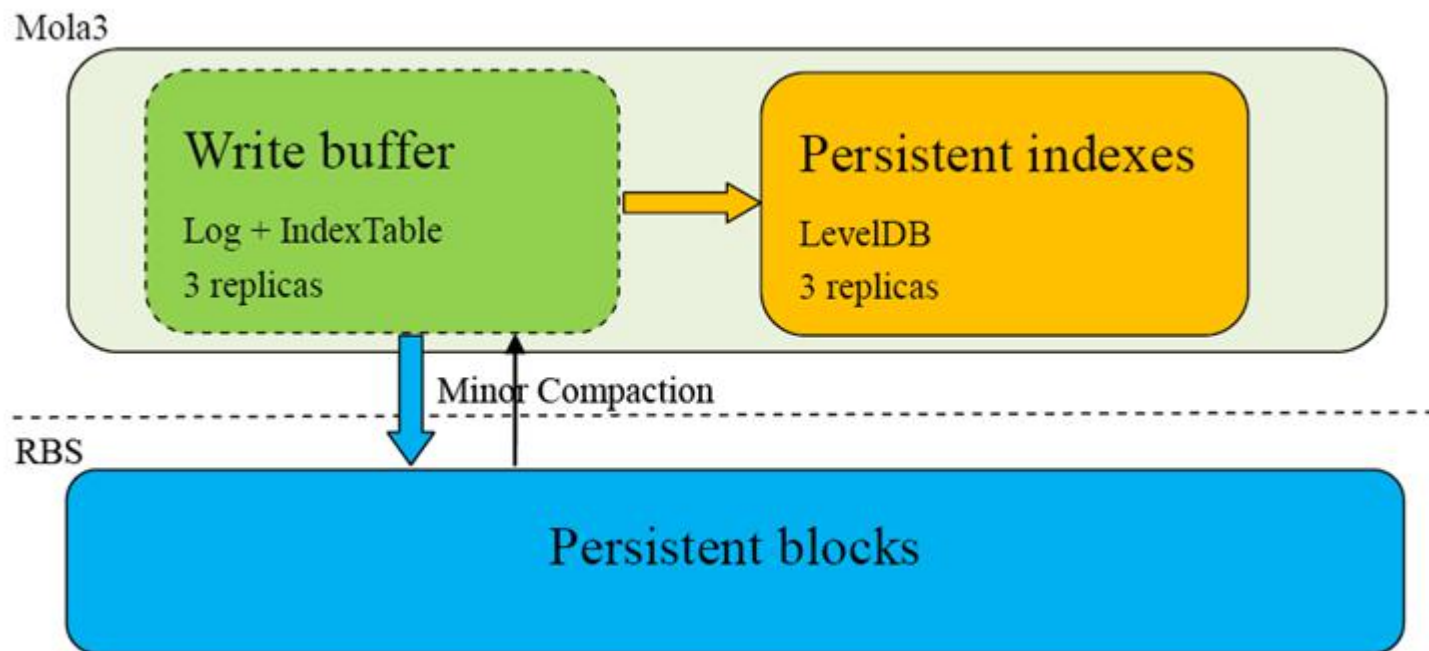 Mola3
Write buffer
Log + IndexTable
3 replicas
Persistent indexes
LevelDB
3 replicas
Minor Compaction
RBS
Persistent blocks